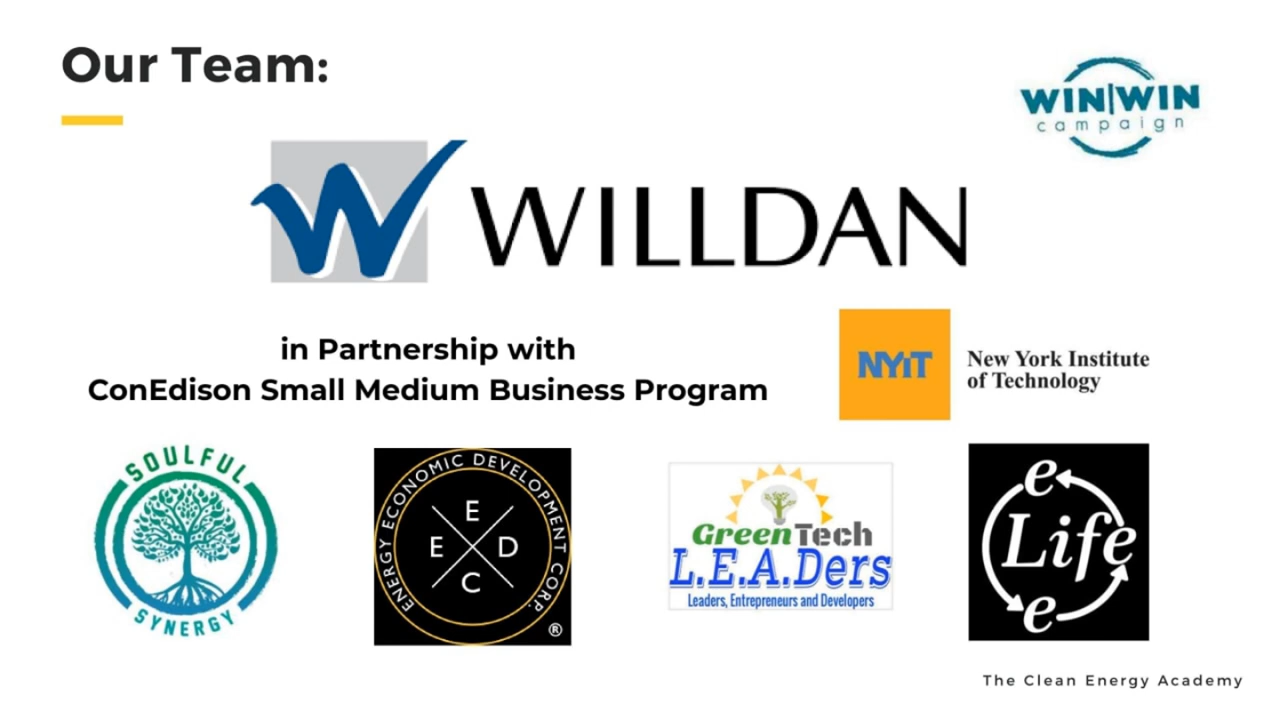 Our Team:
WIN|WIN
campaign
W WILLDAN
in Partnership with
ConEdison Small Medium Business Program
NYiT
New York Institute
of Technology
SOULFUL
SYNERGY
ENERGY ECONOMIC DEVELOPMENT CORP.
E
E D
C
®
GreenTech
L.E.A.Ders
Leaders, Entrepreneurs and Developers
e
Life
e
The Clean Energy Academy